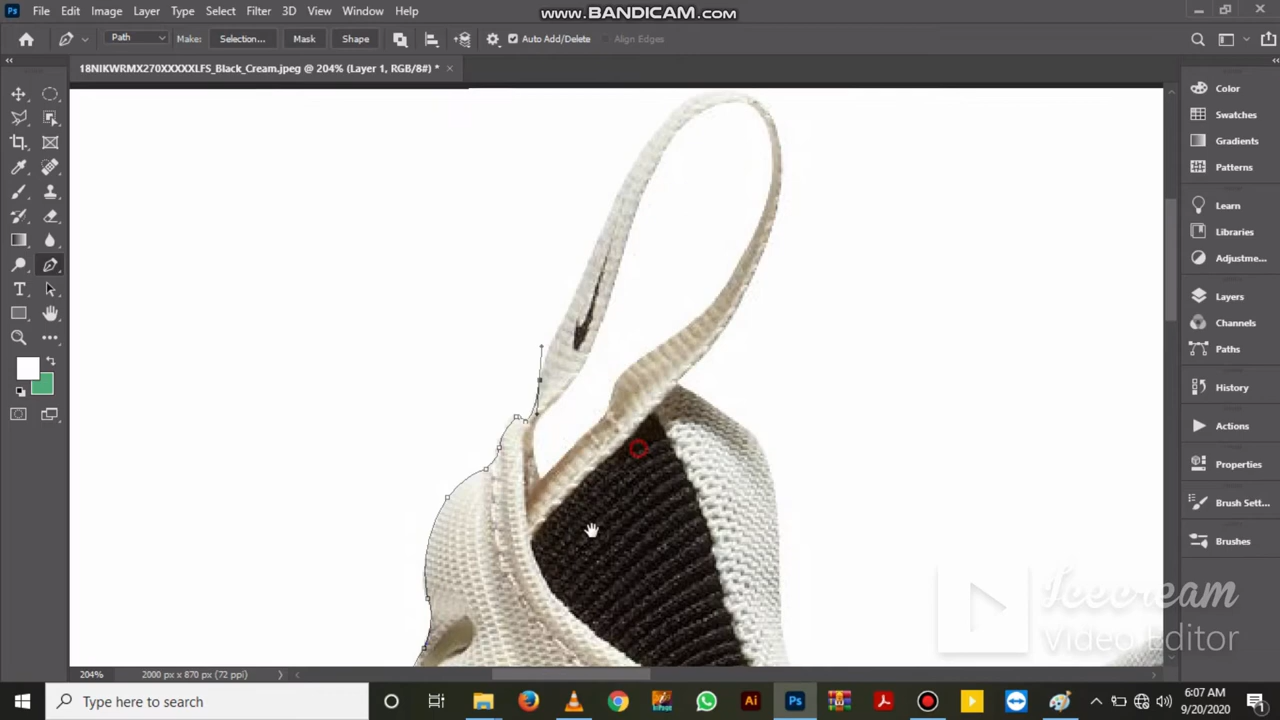 www.BANDICAM.com
Ps File Edit Image Layer Type Select Filter 3D View Window Help
Path Make: Selection... Mask Shape Auto Add/Delete Align Edges
18NIKWRMX270XXXXXLFS_Black_Cream.jpeg @ 204% (Layer 1, RGB/8#) *
Color
Swatches
Gradients
Patterns
Learn
Libraries
Adjustme...
Layers
Channels
Paths
History
Actions
Properties
Brush Sett...
Brushes
Icecream
Video Editor
204% 2000 px x 870 px (72 ppi)
Type here to search
Ai Ps
6:07 AM
9/20/2020